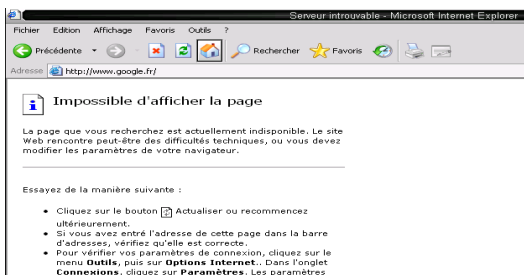 Serveur introuvable - Microsoft Internet Explorer
Fichier Edition Affichage Favoris Outils ?
Précédente Rechercher Favoris
Adresse http://www.google.fr/
Impossible d'afficher la page
La page que vous recherchez est actuellement indisponible. Le site
Web rencontre peut-être des difficultés techniques, ou vous devez
modifier les paramètres de votre navigateur.
Essayez de la manière suivante :
• Cliquez sur le bouton Actualiser ou recommencez
ultérieurement.
• Si vous avez entré l'adresse de cette page dans la barre
d'adresses, vérifiez qu'elle est correcte.
• Pour vérifier vos paramètres de connexion, cliquez sur le
menu Outils, puis sur Options Internet.. Dans l'onglet
Connexions, cliquez sur Paramètres. Les paramètres